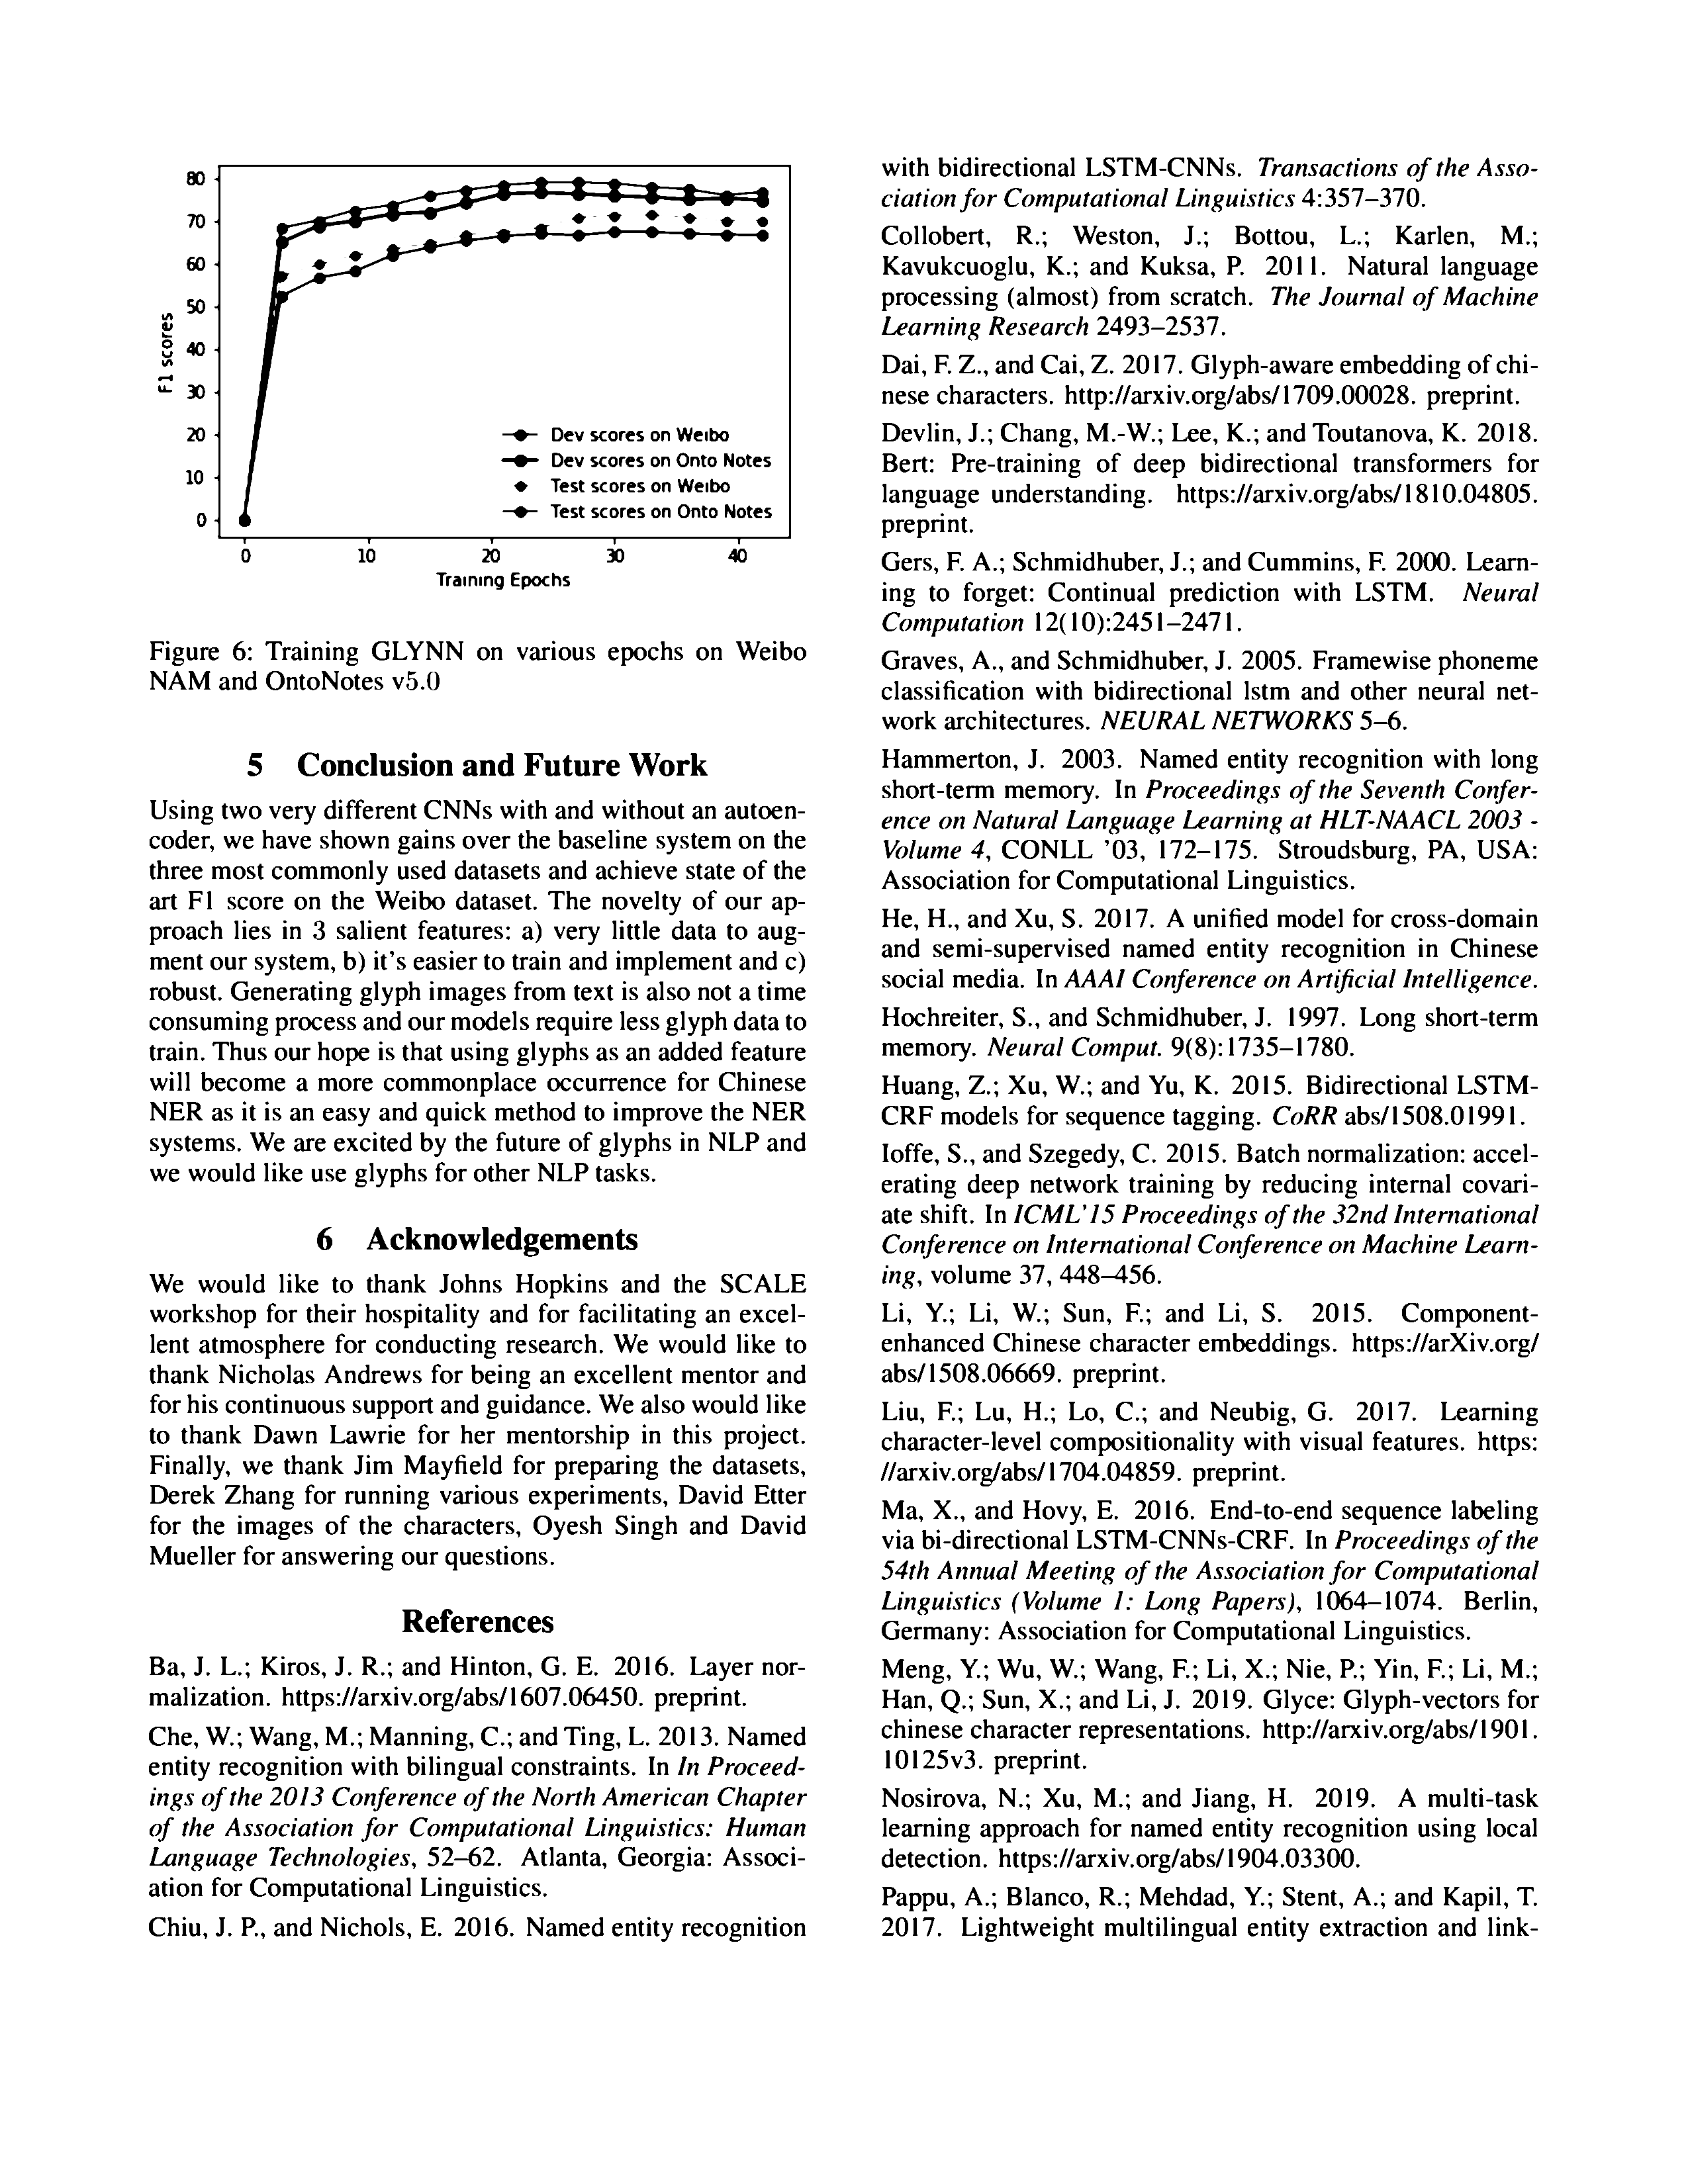 80
70
60
50
40
30
20
10
0
F1 scores
Dev scores on Weibo
Dev scores on Onto Notes
Test scores on Weibo
Test scores on Onto Notes
0 10 20 30 40
Training Epochs
Figure 6: Training GLYNN on various epochs on Weibo
NAM and OntoNotes v5.0
5 Conclusion and Future Work
Using two very different CNNs with and without an autoen-
coder, we have shown gains over the baseline system on the
three most commonly used datasets and achieve state of the
art F1 score on the Weibo dataset. The novelty of our ap-
proach lies in 3 salient features: a) very little data to aug-
ment our system, b) it's easier to train and implement and c)
robust. Generating glyph images from text is also not a time
consuming process and our models require less glyph data to
train. Thus our hope is that using glyphs as an added feature
will become a more commonplace occurrence for Chinese
NER as it is an easy and quick method to improve the NER
systems. We are excited by the future of glyphs in NLP and
we would like use glyphs for other NLP tasks.
6 Acknowledgements
We would like to thank Johns Hopkins and the SCALE
workshop for their hospitality and for facilitating an excel-
lent atmosphere for conducting research. We would like to
thank Nicholas Andrews for being an excellent mentor and
for his continuous support and guidance. We also would like
to thank Dawn Lawrie for her mentorship in this project.
Finally, we thank Jim Mayfield for preparing the datasets,
Derek Zhang for running various experiments, David Etter
for the images of the characters, Oyesh Singh and David
Mueller for answering our questions.
References
Ba, J. L.; Kiros, J. R.; and Hinton, G. E. 2016. Layer nor-
malization. https://arxiv.org/abs/1607.06450. preprint.
Che, W.; Wang, M.; Manning, C.; and Ting, L. 2013. Named
entity recognition with bilingual constraints. In In Proceed-
ings of the 2013 Conference of the North American Chapter
of the Association for Computational Linguistics: Human
Language Technologies, 52–62. Atlanta, Georgia: Associ-
ation for Computational Linguistics.
Chiu, J. P., and Nichols, E. 2016. Named entity recognition
with bidirectional LSTM-CNNs. Transactions of the Asso-
ciation for Computational Linguistics 4:357–370.
Collobert, R.; Weston, J.; Bottou, L.; Karlen, M.;
Kavukcuoglu, K.; and Kuksa, P. 2011. Natural language
processing (almost) from scratch. The Journal of Machine
Learning Research 2493–2537.
Dai, F. Z., and Cai, Z. 2017. Glyph-aware embedding of chi-
nese characters. http://arxiv.org/abs/1709.00028. preprint.
Devlin, J.; Chang, M.-W.; Lee, K.; and Toutanova, K. 2018.
Bert: Pre-training of deep bidirectional transformers for
language understanding. https://arxiv.org/abs/1810.04805.
preprint.
Gers, F. A.; Schmidhuber, J.; and Cummins, F. 2000. Learn-
ing to forget: Continual prediction with LSTM. Neural
Computation 12(10):2451–2471.
Graves, A., and Schmidhuber, J. 2005. Framewise phoneme
classification with bidirectional lstm and other neural net-
work architectures. NEURAL NETWORKS 5–6.
Hammerton, J. 2003. Named entity recognition with long
short-term memory. In Proceedings of the Seventh Confer-
ence on Natural Language Learning at HLT-NAACL 2003 -
Volume 4, CONLL '03, 172–175. Stroudsburg, PA, USA:
Association for Computational Linguistics.
He, H., and Xu, S. 2017. A unified model for cross-domain
and semi-supervised named entity recognition in Chinese
social media. In AAAI Conference on Artificial Intelligence.
Hochreiter, S., and Schmidhuber, J. 1997. Long short-term
memory. Neural Comput. 9(8):1735–1780.
Huang, Z.; Xu, W.; and Yu, K. 2015. Bidirectional LSTM-
CRF models for sequence tagging. CoRR abs/1508.01991.
Ioffe, S., and Szegedy, C. 2015. Batch normalization: accel-
erating deep network training by reducing internal covari-
ate shift. In ICML'15 Proceedings of the 32nd International
Conference on International Conference on Machine Learn-
ing, volume 37, 448–456.
Li, Y.; Li, W.; Sun, F.; and Li, S. 2015. Component-
enhanced Chinese character embeddings. https://arXiv.org/
abs/1508.06669. preprint.
Liu, F.; Lu, H.; Lo, C.; and Neubig, G. 2017. Learning
character-level compositionality with visual features. https:
//arxiv.org/abs/1704.04859. preprint.
Ma, X., and Hovy, E. 2016. End-to-end sequence labeling
via bi-directional LSTM-CNNs-CRF. In Proceedings of the
54th Annual Meeting of the Association for Computational
Linguistics (Volume 1: Long Papers), 1064–1074. Berlin,
Germany: Association for Computational Linguistics.
Meng, Y.; Wu, W.; Wang, F.; Li, X.; Nie, P.; Yin, F.; Li, M.;
Han, Q.; Sun, X.; and Li, J. 2019. Glyce: Glyph-vectors for
chinese character representations. http://arxiv.org/abs/1901.
10125v3. preprint.
Nosirova, N.; Xu, M.; and Jiang, H. 2019. A multi-task
learning approach for named entity recognition using local
detection. https://arxiv.org/abs/1904.03300.
Pappu, A.; Blanco, R.; Mehdad, Y.; Stent, A.; and Kapil, T.
2017. Lightweight multilingual entity extraction and link-